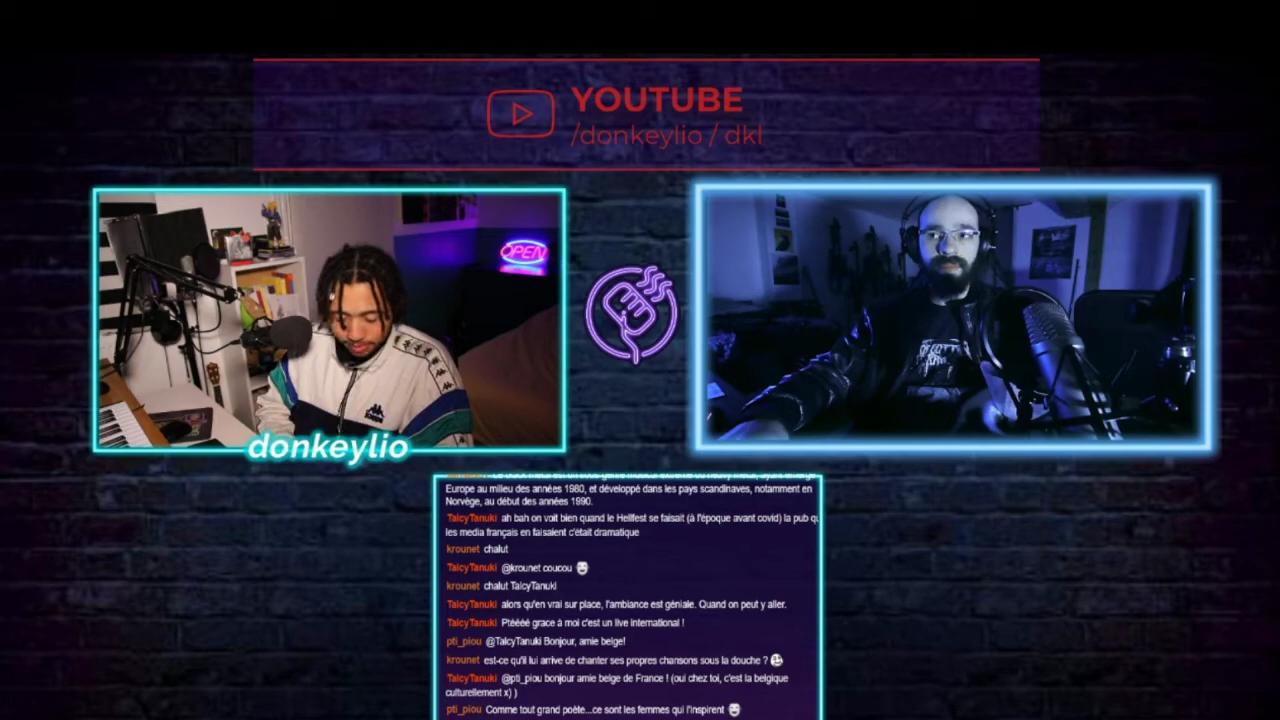 YOUTUBE
/donkeylio / dkl
OPEN
donkeylio
Europe au milieu des années 1980, et développé dans les pays scandinaves, notamment en
Norvège, au début des années 1990.
TalcyTanuki ah bah on voit bien quand le Hellfest se faisait (à l'époque avant covid) la pub qu
les media français en faisaient c'était dramatique
krounet chalut
TalcyTanuki @krounet coucou
krounet chalut TalcyTanuki
TalcyTanuki alors qu'en vrai sur place, l'ambiance est géniale. Quand on peut y aller.
TalcyTanuki Ptéééé grace à moi c'est un live international !
pti_piou @TalcyTanuki Bonjour, amie belge!
krounet est-ce qu'il lui arrive de chanter ses propres chansons sous la douche ?
TalcyTanuki @pti_piou bonjour amie belge de France ! (oui chez toi, c'est la belgique
culturellement x) )
pti_piou Comme tout grand poète...ce sont les femmes qui l'inspirent